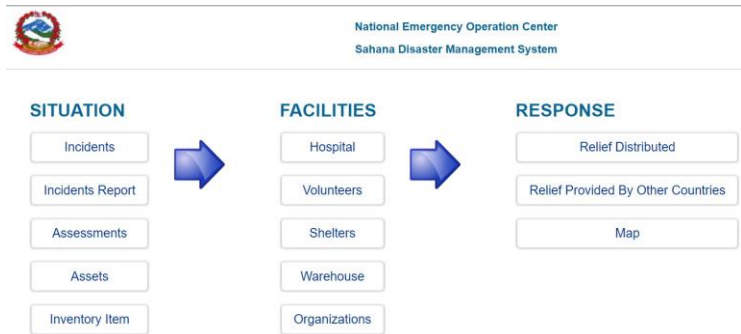 National Emergency Operation Center
Sahana Disaster Management System
SITUATION
Incidents
Incidents Report
Assessments
Assets
Inventory Item
FACILITIES
Hospital
Volunteers
Shelters
Warehouse
Organizations
RESPONSE
Relief Distributed
Relief Provided By Other Countries
Map